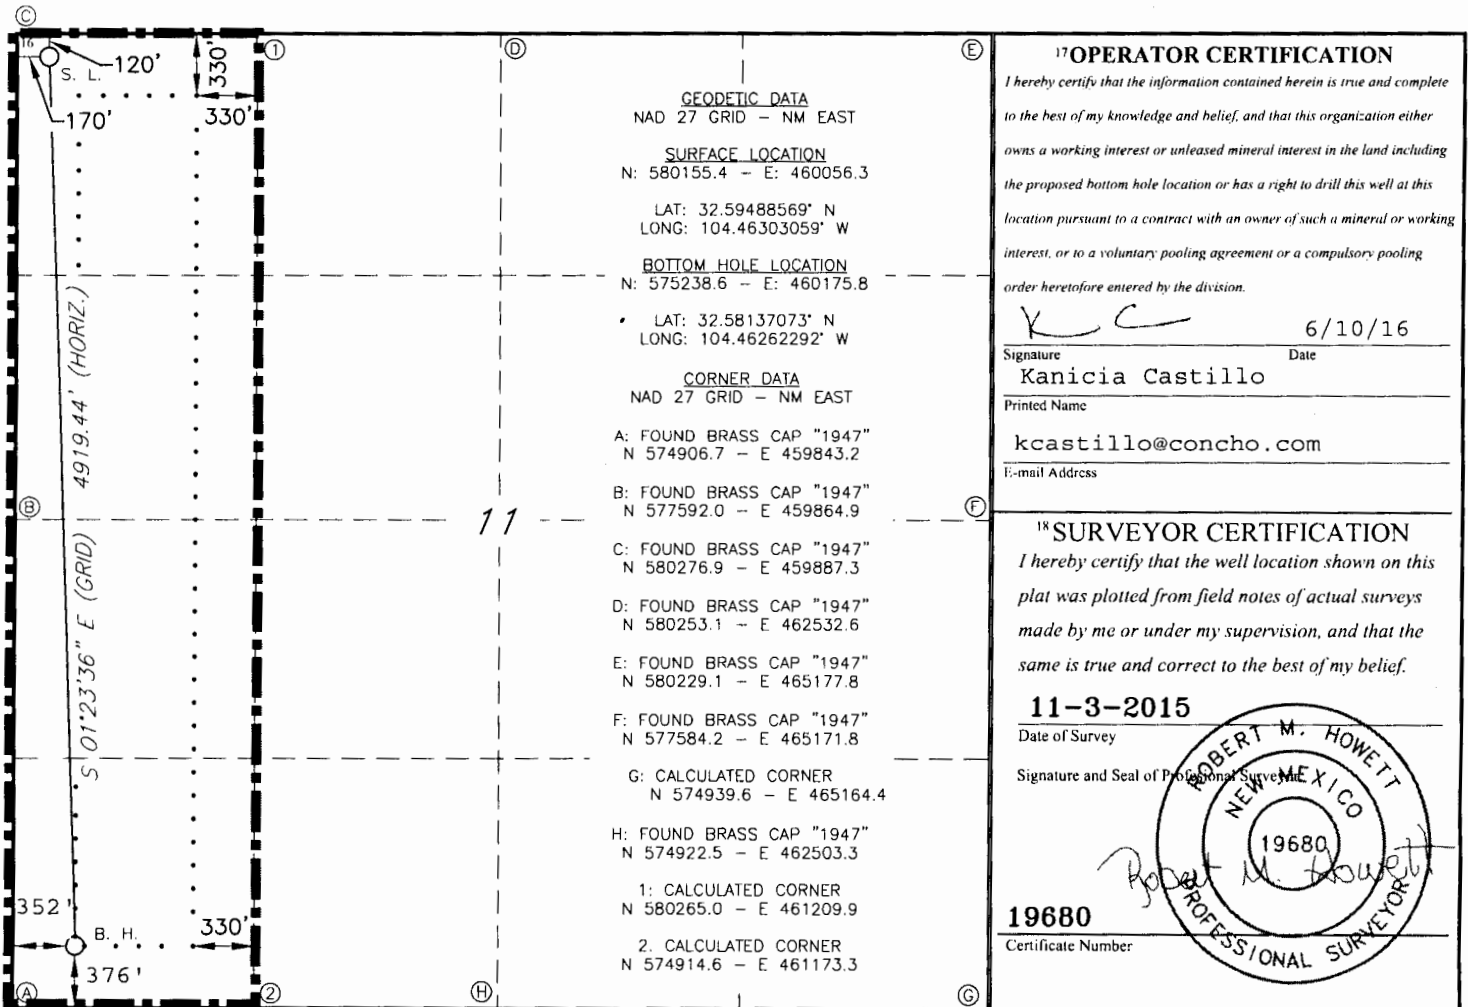 C
16
S. L.
120'
170'
330'
330'
1
D
E
GEODETIC DATA
NAD 27 GRID – NM EAST
SURFACE LOCATION
N: 580155.4 – E: 460056.3
LAT: 32.59488569° N
LONG: 104.46303059° W
BOTTOM HOLE LOCATION
N: 575238.6 – E: 460175.8
LAT: 32.58137073° N
LONG: 104.46262292° W
CORNER DATA
NAD 27 GRID – NM EAST
A: FOUND BRASS CAP "1947"
N 574906.7 – E 459843.2
B: FOUND BRASS CAP "1947"
N 577592.0 – E 459864.9
C: FOUND BRASS CAP "1947"
N 580276.9 – E 459887.3
D: FOUND BRASS CAP "1947"
N 580253.1 – E 462532.6
E: FOUND BRASS CAP "1947"
N 580229.1 – E 465177.8
F: FOUND BRASS CAP "1947"
N 577584.2 – E 465171.8
G: CALCULATED CORNER
N 574939.6 – E 465164.4
H: FOUND BRASS CAP "1947"
N 574922.5 – E 462503.3
1: CALCULATED CORNER
N 580265.0 – E 461209.9
2. CALCULATED CORNER
N 574914.6 – E 461173.3
S 01°23'36" E (GRID) 4919.44' (HORIZ.)
B
11
F
352'
B. H.
330'
376'
A
2
H
G
17 OPERATOR CERTIFICATION
I hereby certify that the information contained herein is true and complete
to the best of my knowledge and belief, and that this organization either
owns a working interest or unleased mineral interest in the land including
the proposed bottom hole location or has a right to drill this well at this
location pursuant to a contract with an owner of such a mineral or working
interest, or to a voluntary pooling agreement or a compulsory pooling
order heretofore entered by the division.
K C 6/10/16
Signature Date
Kanicia Castillo
Printed Name
kcastillo@concho.com
E-mail Address
18 SURVEYOR CERTIFICATION
I hereby certify that the well location shown on this
plat was plotted from field notes of actual surveys
made by me or under my supervision, and that the
same is true and correct to the best of my belief.
11-3-2015
Date of Survey
Signature and Seal of Professional Surveyor
ROBERT M. HOWETT
NEW MEXICO
19680
PROFESSIONAL SURVEYOR
Robert M. Howett
19680
Certificate Number